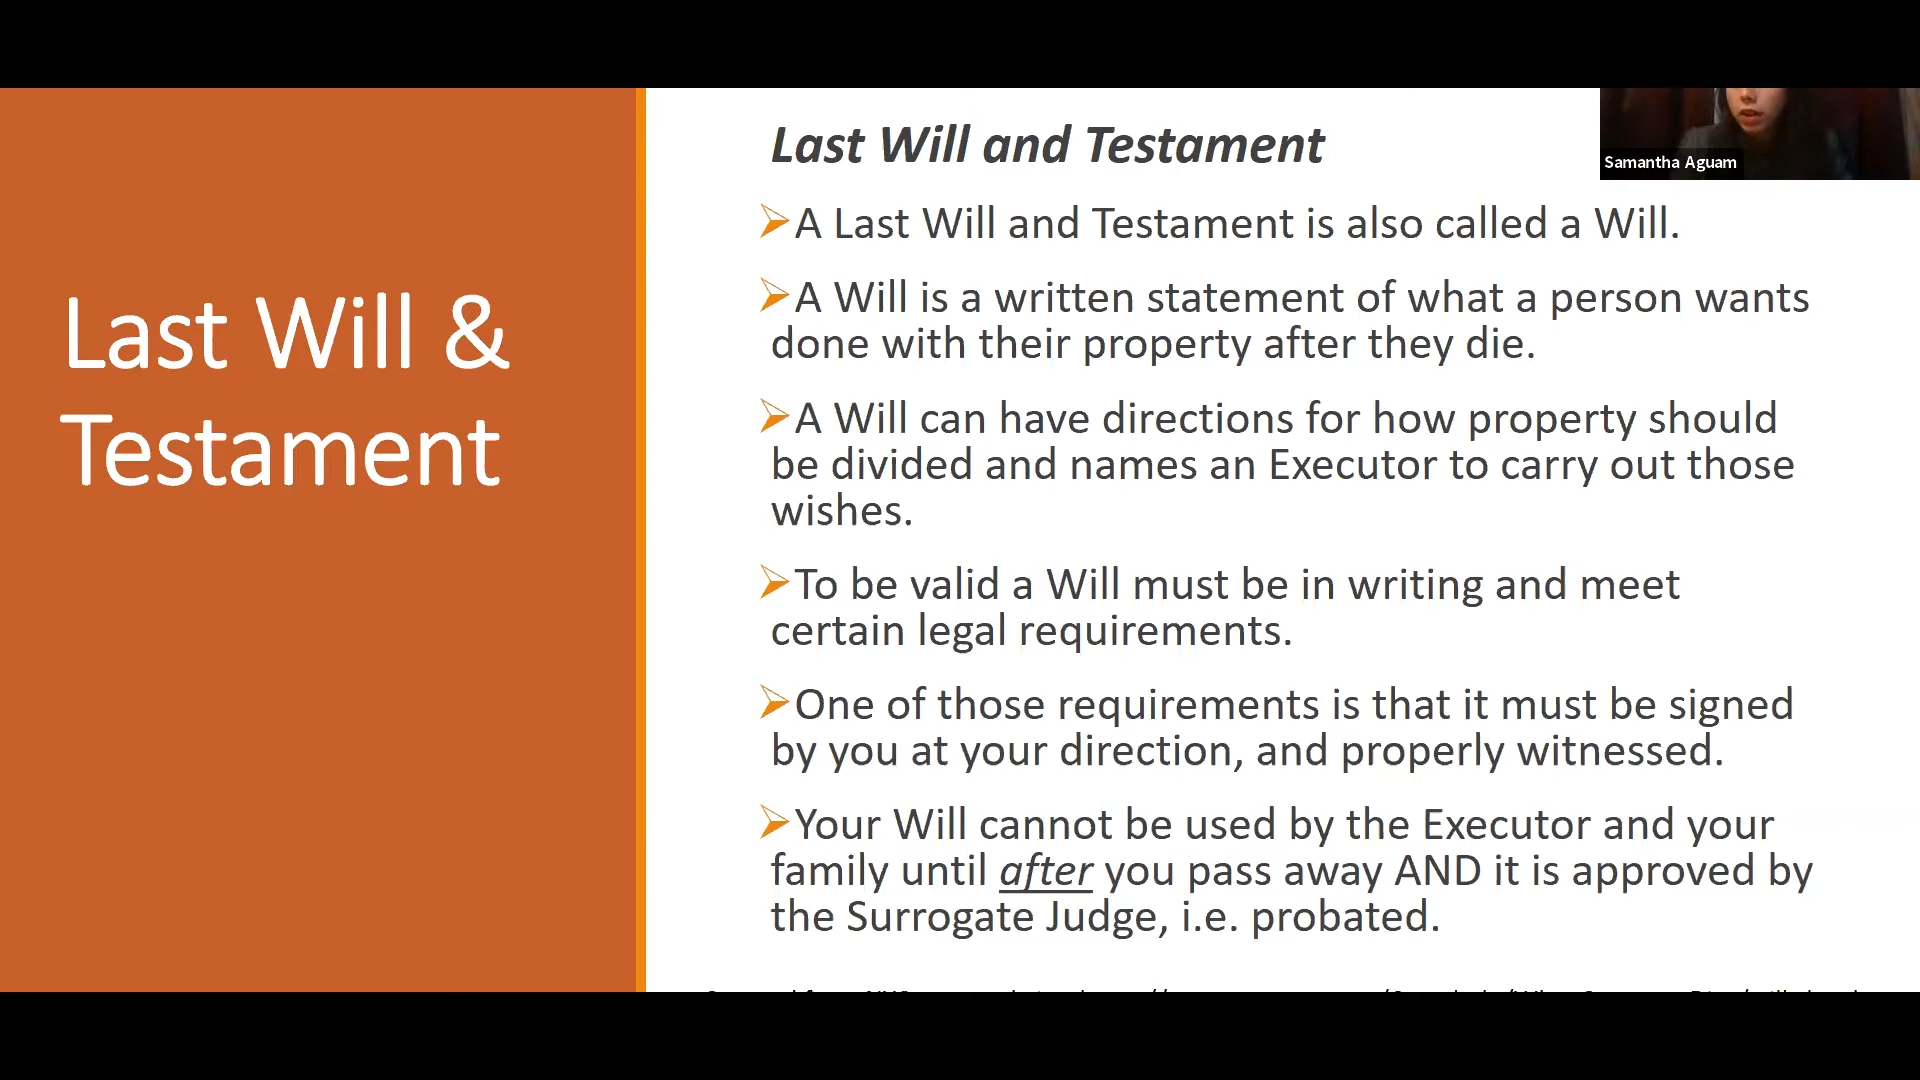 Last Will &
Testament
Last Will and Testament
Samantha Aguam
A Last Will and Testament is also called a Will.
A Will is a written statement of what a person wants
done with their property after they die.
A Will can have directions for how property should
be divided and names an Executor to carry out those
wishes.
To be valid a Will must be in writing and meet
certain legal requirements.
One of those requirements is that it must be signed
by you at your direction, and properly witnessed.
Your Will cannot be used by the Executor and your
family until after you pass away AND it is approved by
the Surrogate Judge, i.e. probated.